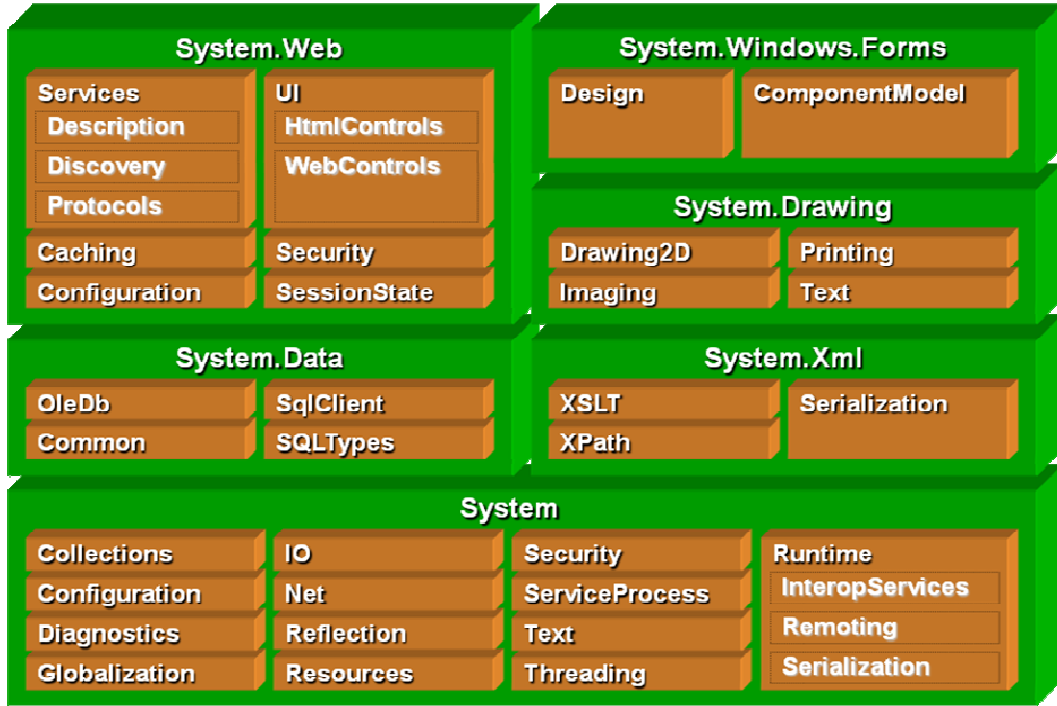 System.Web
Services
Description
Discovery
Protocols
UI
HtmlControls
WebControls
Caching
Security
Configuration
SessionState
System.Windows.Forms
Design
ComponentModel
System.Drawing
Drawing2D
Printing
Imaging
Text
System.Data
OleDb
SqlClient
Common
SQLTypes
System.Xml
XSLT
Serialization
XPath
System
Collections
Configuration
Diagnostics
Globalization
IO
Net
Reflection
Resources
Security
ServiceProcess
Text
Threading
Runtime
InteropServices
Remoting
Serialization